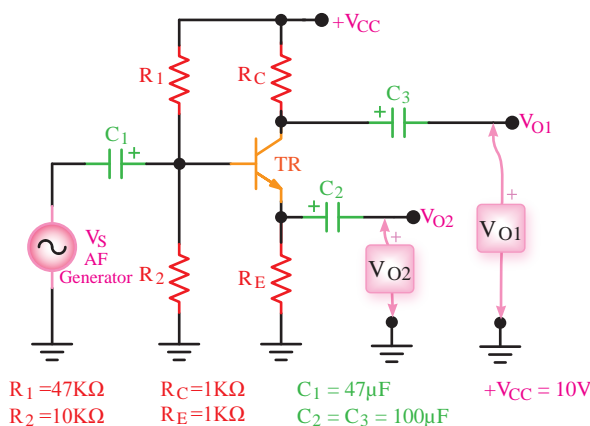 +VCC
R1
RC
C3
VO1
C1
+
+
TR
C2
+
VO2
+
+
VS
AF
Generator
R2
RE
VO2
VO1
R1=47KΩ
RC=1KΩ
C1 = 47µF
+VCC = 10V
R2=10KΩ
RE=1KΩ
C2 = C3 = 100µF